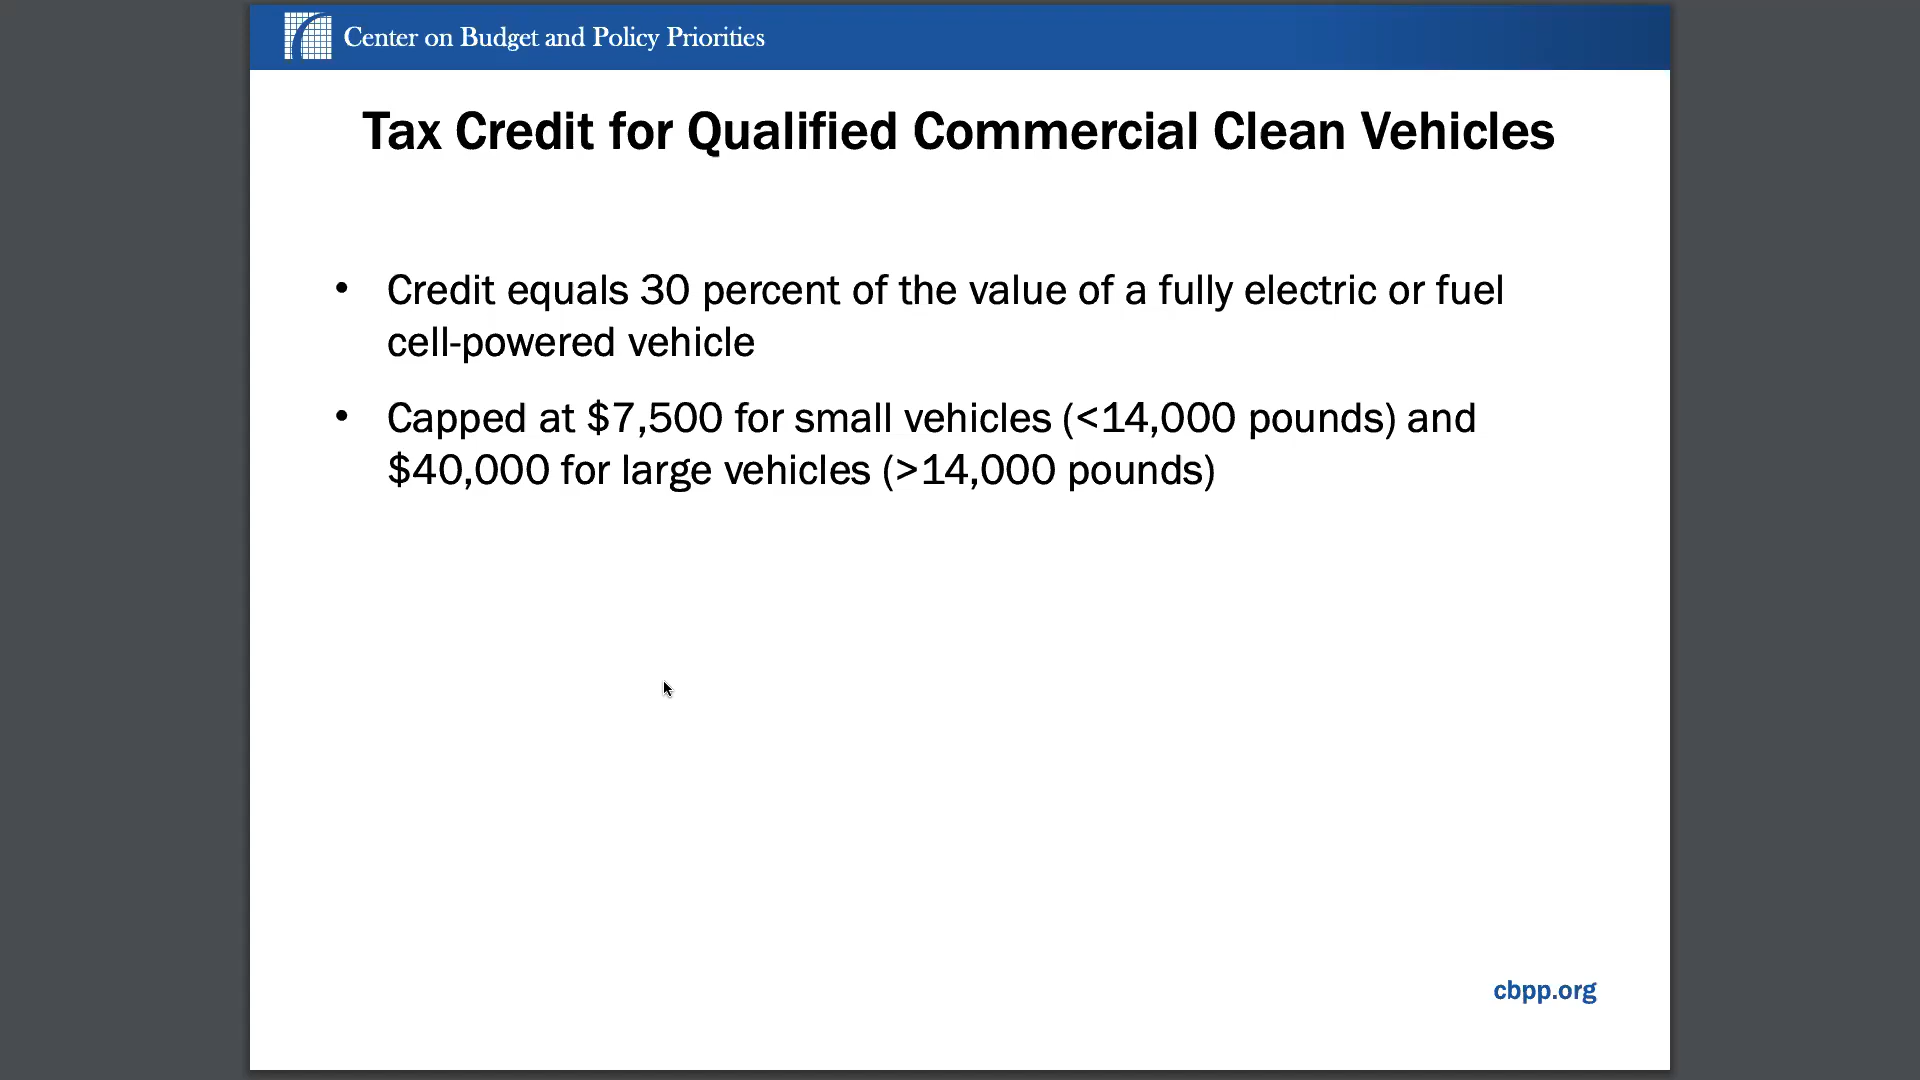 Center on Budget and Policy Priorities
Tax Credit for Qualified Commercial Clean Vehicles
• Credit equals 30 percent of the value of a fully electric or fuel
cell-powered vehicle
• Capped at $7,500 for small vehicles (<14,000 pounds) and
$40,000 for large vehicles (>14,000 pounds)
cbpp.org